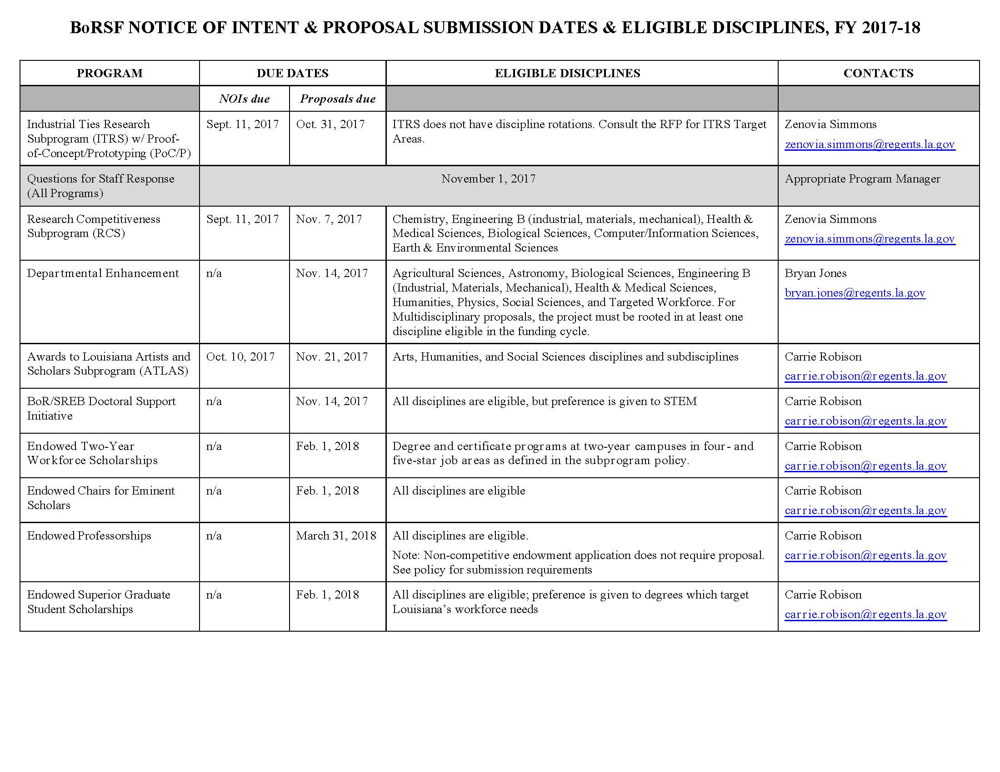 BoRSF NOTICE OF INTENT & PROPOSAL SUBMISSION DATES & ELIGIBLE DISCIPLINES, FY 2017-18
PROGRAM
DUE DATES
ELIGIBLE DISICPLINES
CONTACTS
NOIs due
Proposals due
Industrial Ties Research
Subprogram (ITRS) w/ Proof-
of-Concept/Prototyping (PoC/P)
Sept. 11, 2017
Oct. 31, 2017
ITRS does not have discipline rotations. Consult the RFP for ITRS Target
Areas.
Zenovia Simmons
zenovia.simmons@regents.la.gov
Questions for Staff Response
(All Programs)
November 1, 2017
Appropriate Program Manager
Research Competitiveness
Subprogram (RCS)
Sept. 11, 2017
Nov. 7, 2017
Chemistry, Engineering B (industrial, materials, mechanical), Health &
Medical Sciences, Biological Sciences, Computer/Information Sciences,
Earth & Environmental Sciences
Zenovia Simmons
zenovia.simmons@regents.la.gov
Departmental Enhancement
n/a
Nov. 14, 2017
Agricultural Sciences, Astronomy, Biological Sciences, Engineering B
(Industrial, Materials, Mechanical), Health & Medical Sciences,
Humanities, Physics, Social Sciences, and Targeted Workforce. For
Multidisciplinary proposals, the project must be rooted in at least one
discipline eligible in the funding cycle.
Bryan Jones
bryan.jones@regents.la.gov
Awards to Louisiana Artists and
Scholars Subprogram (ATLAS)
Oct. 10, 2017
Nov. 21, 2017
Arts, Humanities, and Social Sciences disciplines and subdisciplines
Carrie Robison
carrie.robison@regents.la.gov
BoR/SREB Doctoral Support
Initiative
n/a
Nov. 14, 2017
All disciplines are eligible, but preference is given to STEM
Carrie Robison
carrie.robison@regents.la.gov
Endowed Two-Year
Workforce Scholarships
n/a
Feb. 1, 2018
Degree and certificate programs at two-year campuses in four- and
five-star job areas as defined in the subprogram policy.
Carrie Robison
carrie.robison@regents.la.gov
Endowed Chairs for Eminent
Scholars
n/a
Feb. 1, 2018
All disciplines are eligible
Carrie Robison
carrie.robison@regents.la.gov
Endowed Professorships
n/a
March 31, 2018
All disciplines are eligible.
Note: Non-competitive endowment application does not require proposal.
See policy for submission requirements
Carrie Robison
carrie.robison@regents.la.gov
Endowed Superior Graduate
Student Scholarships
n/a
Feb. 1, 2018
All disciplines are eligible; preference is given to degrees which target
Louisiana’s workforce needs
Carrie Robison
carrie.robison@regents.la.gov